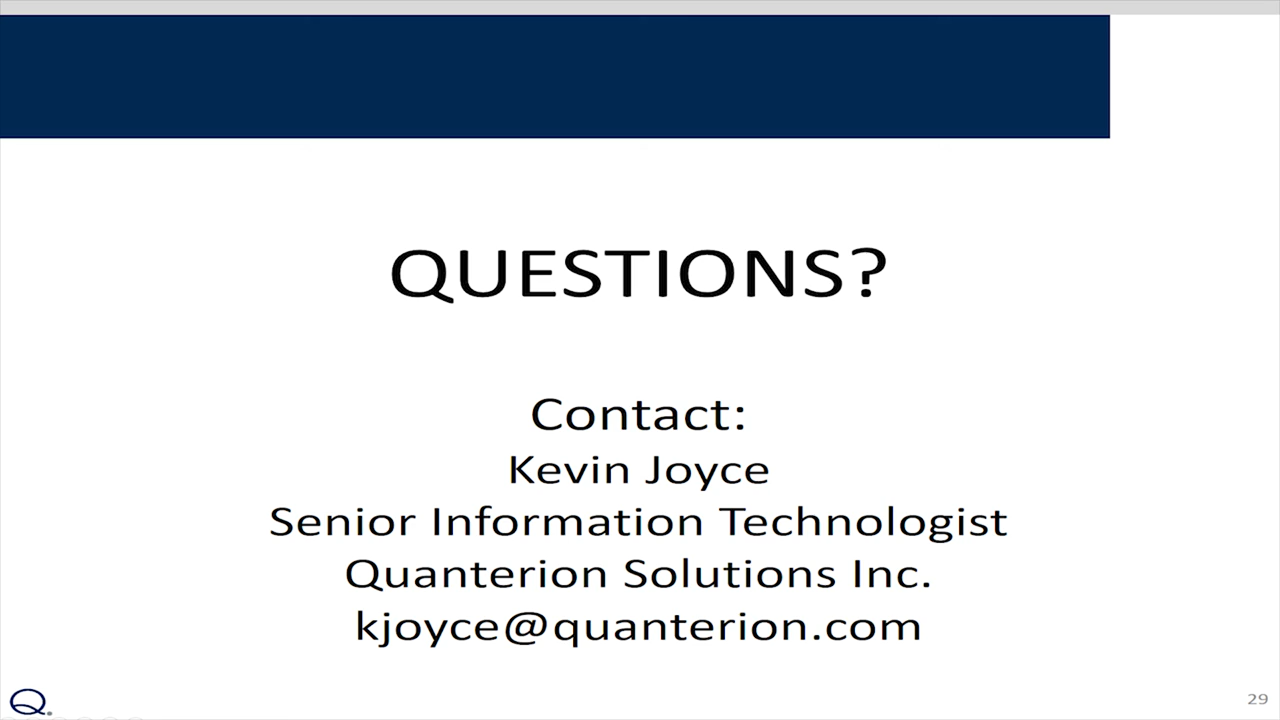 QUESTIONS?
Contact:
Kevin Joyce
Senior Information Technologist
Quanterion Solutions Inc.
kjoyce@quanterion.com
Q.
29